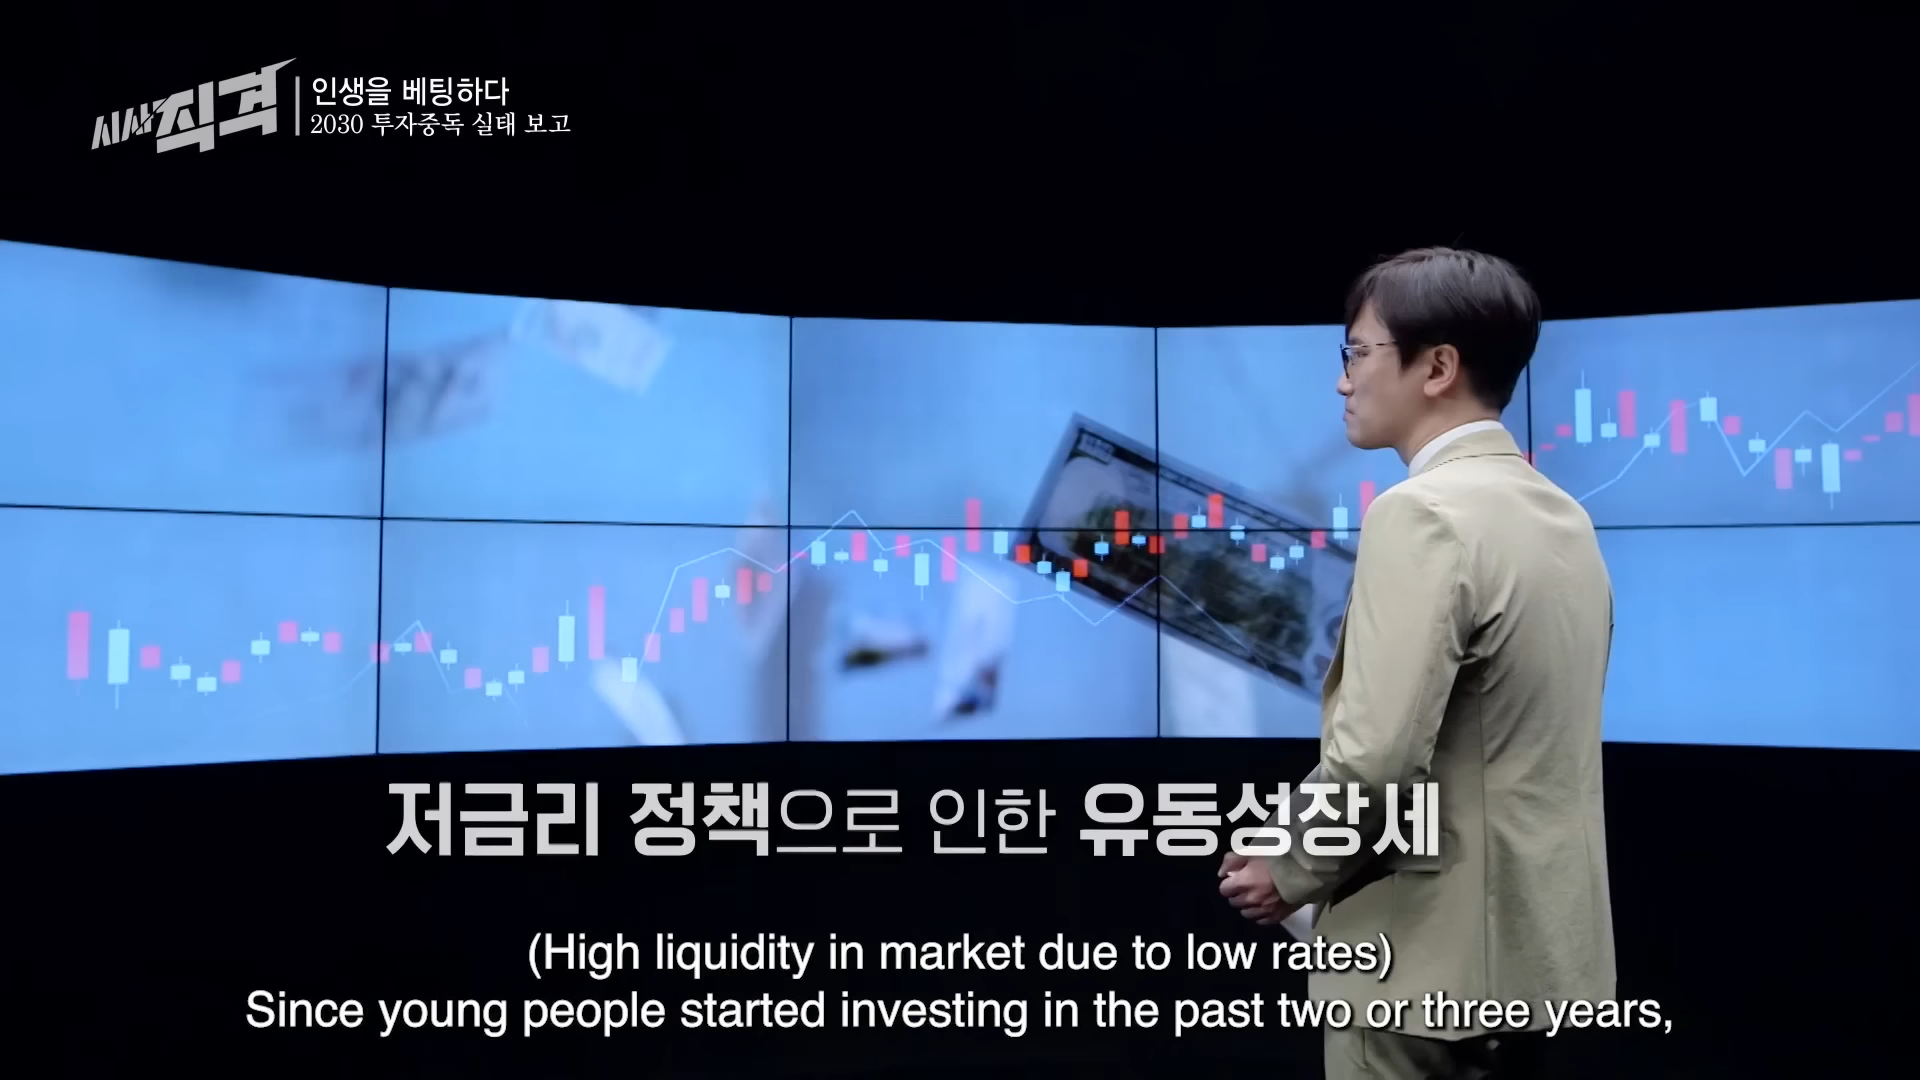 시사직격
인생을 베팅하다
2030 투자중독 실태 보고
저금리 정책으로 인한 유동성장세
(High liquidity in market due to low rates)
Since young people started investing in the past two or three years,